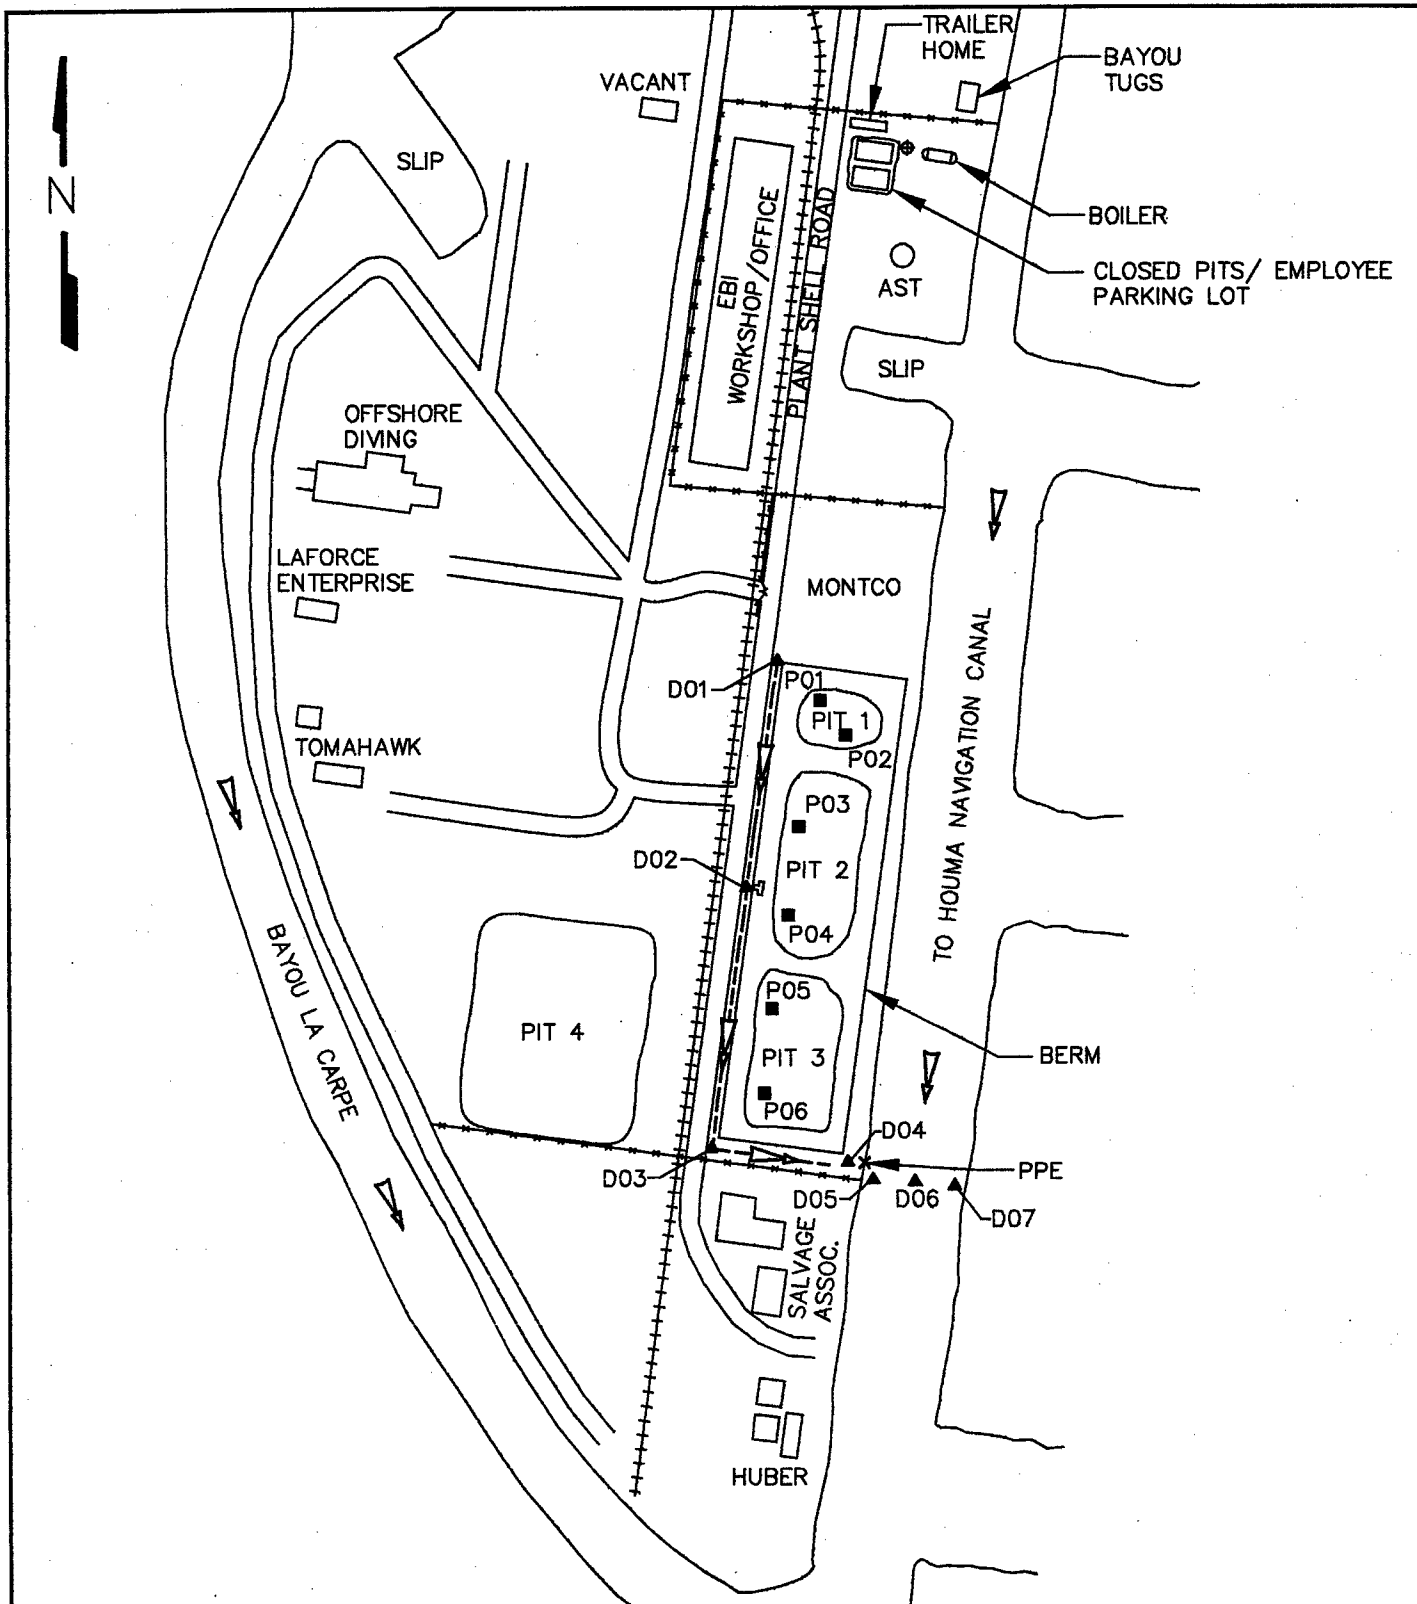 TRAILER
HOME
BAYOU
TUGS
VACANT
N
SLIP
BOILER
CLOSED PITS/ EMPLOYEE
PARKING LOT
EBI
WORKSHOP/OFFICE
PLANT SHELL ROAD
AST
SLIP
OFFSHORE
DIVING
LAFORCE
ENTERPRISE
MONTCO
TO HOUMA NAVIGATION CANAL
D01
P01
PIT 1
P02
TOMAHAWK
P03
D02
PIT 2
P04
BAYOU LA CARPE
P05
PIT 4
PIT 3
BERM
P06
D04
D03
PPE
D05
D06
D07
SALVAGE
ASSOC.
HUBER